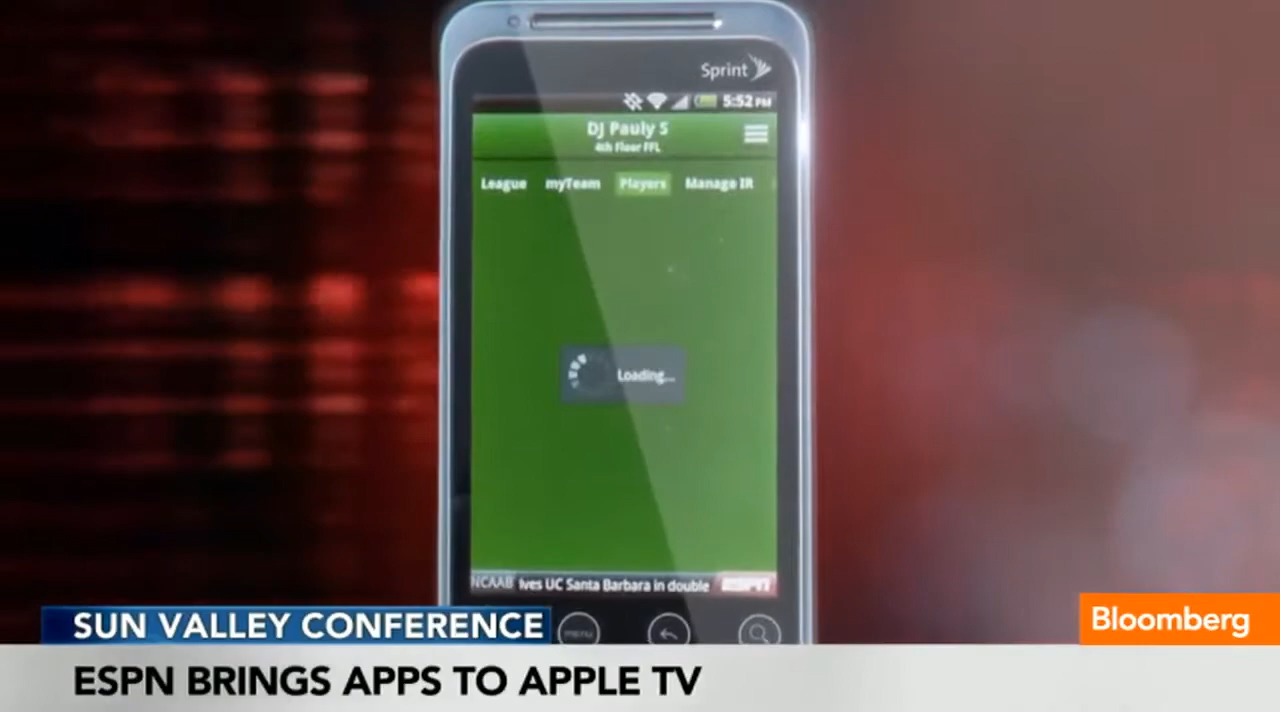 Sprint
5:52 PM
DJ Pauly S
4th Floor FFL
League myTeam Players Manage IR
Loading...
NCAAB ives UC Santa Barbara in double ESPN
menu
SUN VALLEY CONFERENCE
Bloomberg
ESPN BRINGS APPS TO APPLE TV